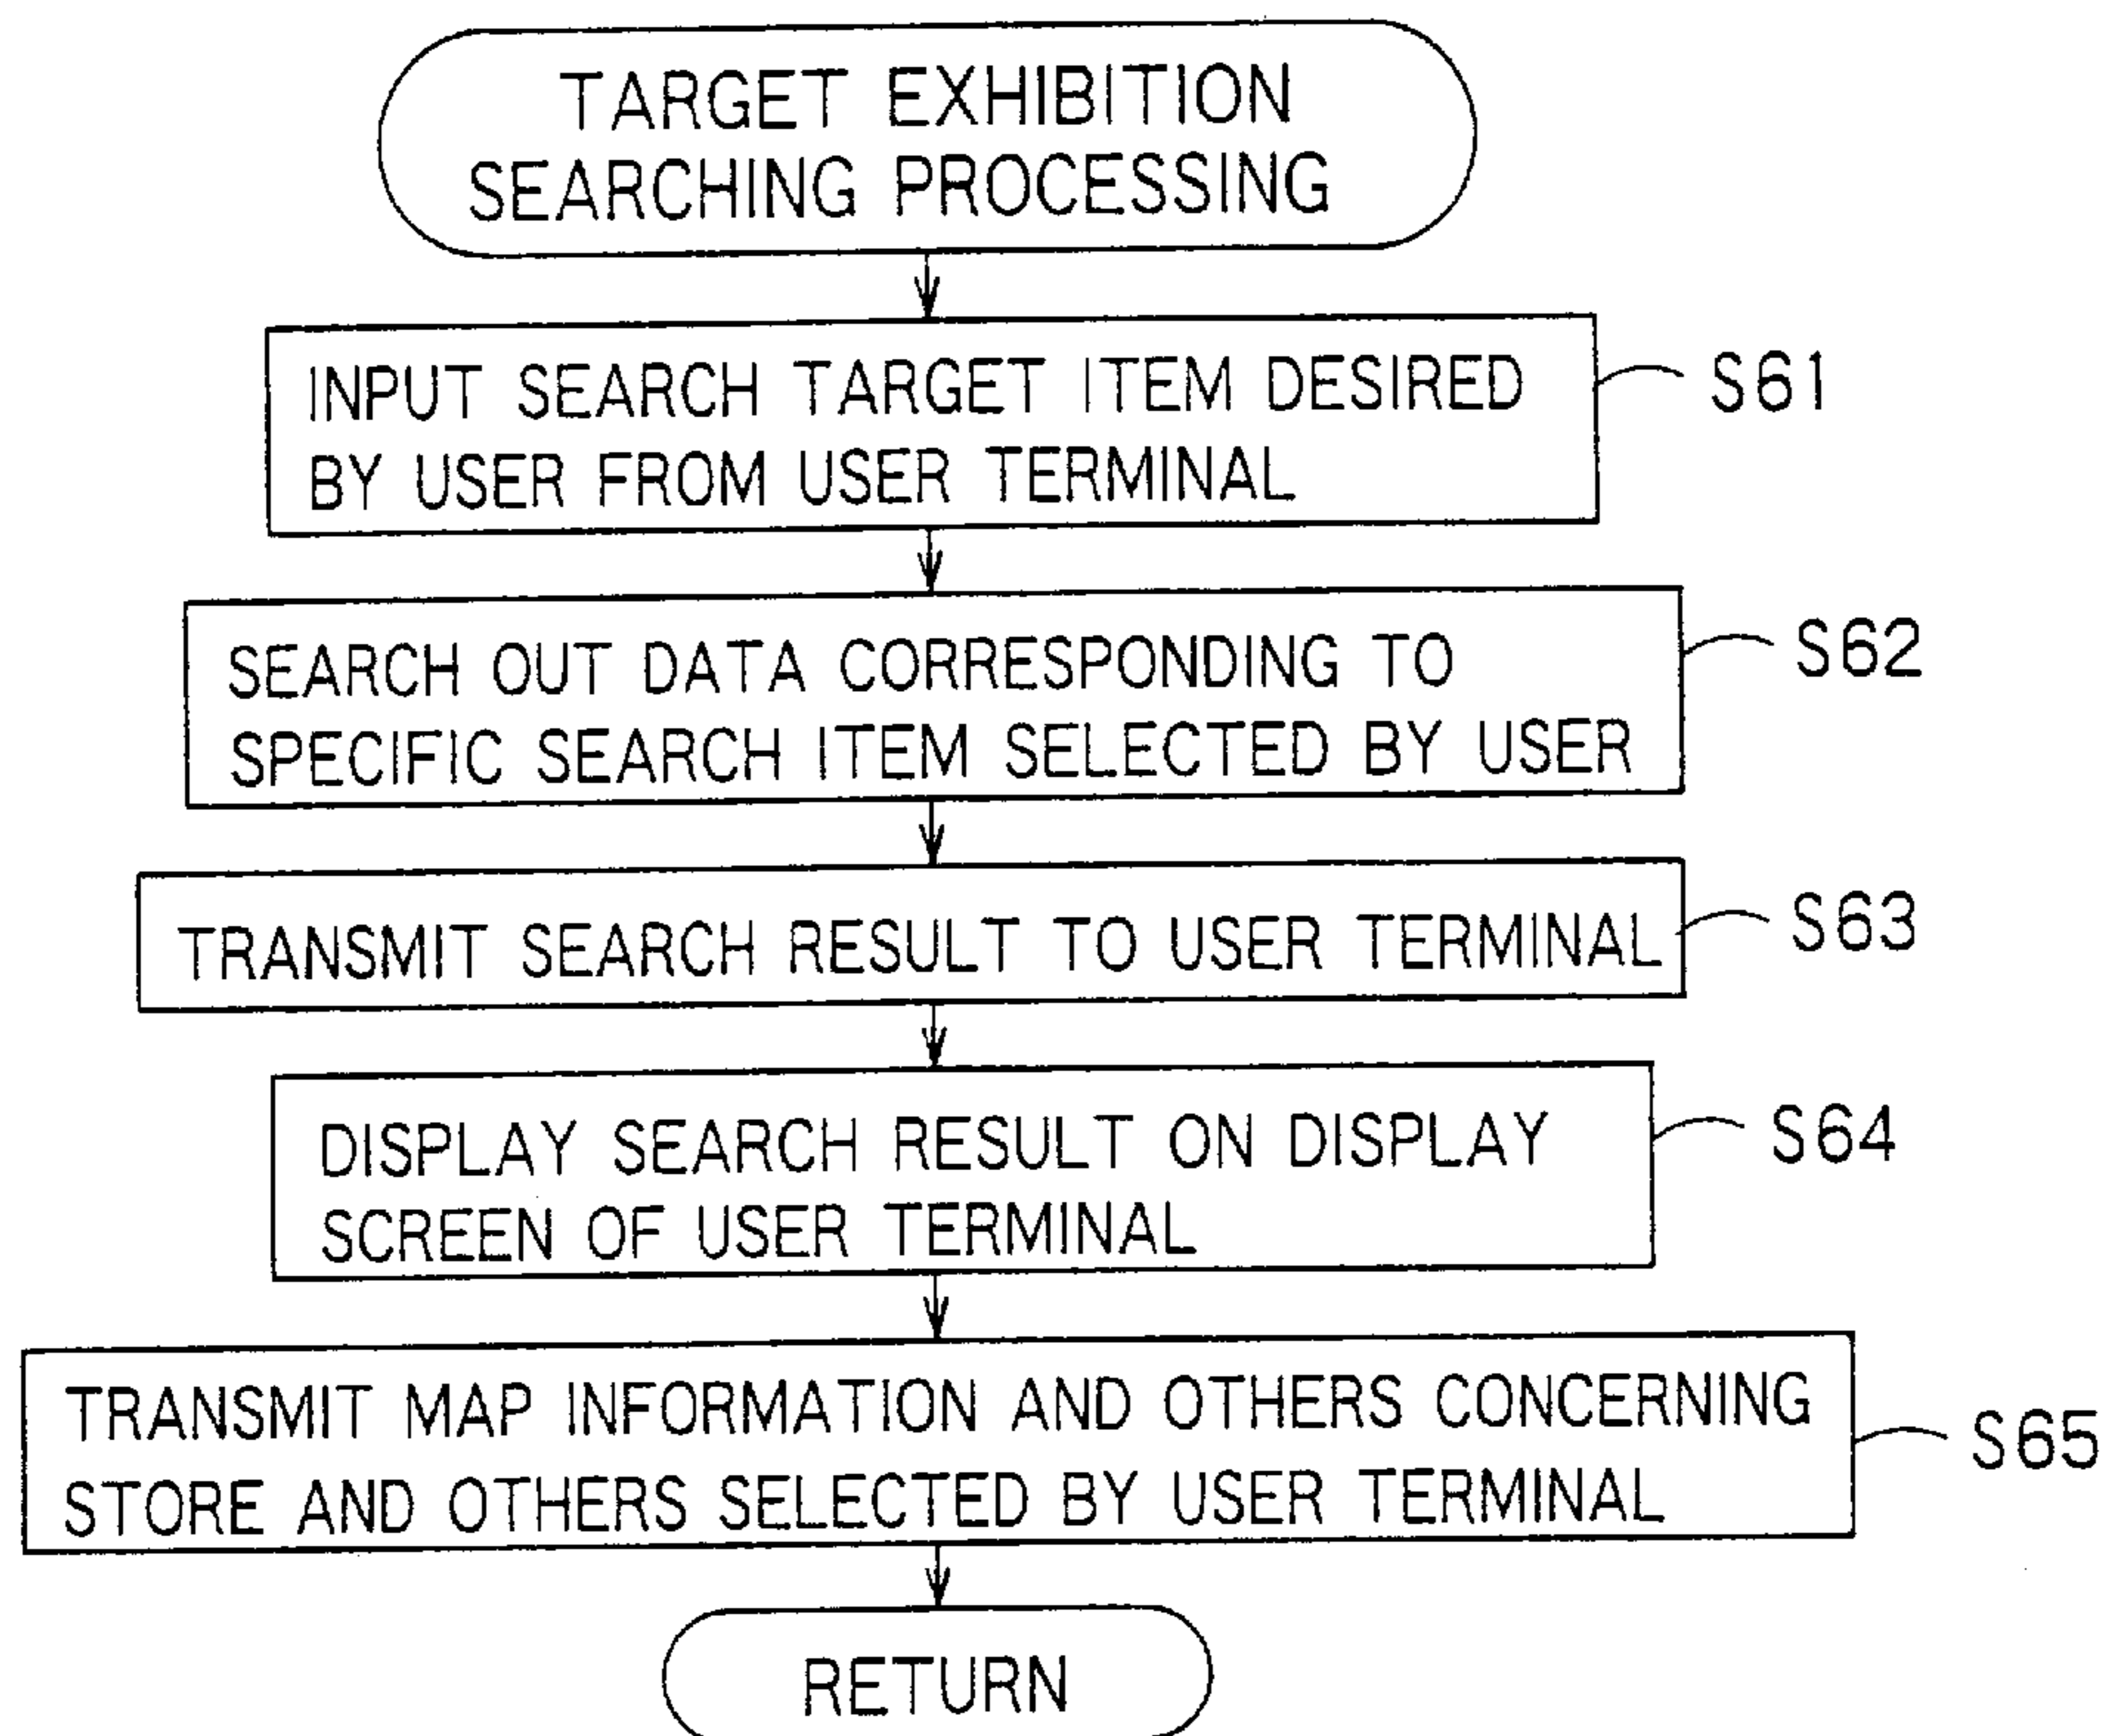 TARGET EXHIBITION
SEARCHING PROCESSING
INPUT SEARCH TARGET ITEM DESIRED
BY USER FROM USER TERMINAL
S61
SEARCH OUT DATA CORRESPONDING TO
SPECIFIC SEARCH ITEM SELECTED BY USER
S62
TRANSMIT SEARCH RESULT TO USER TERMINAL
S63
DISPLAY SEARCH RESULT ON DISPLAY
SCREEN OF USER TERMINAL
S64
TRANSMIT MAP INFORMATION AND OTHERS CONCERNING
STORE AND OTHERS SELECTED BY USER TERMINAL
S65
RETURN